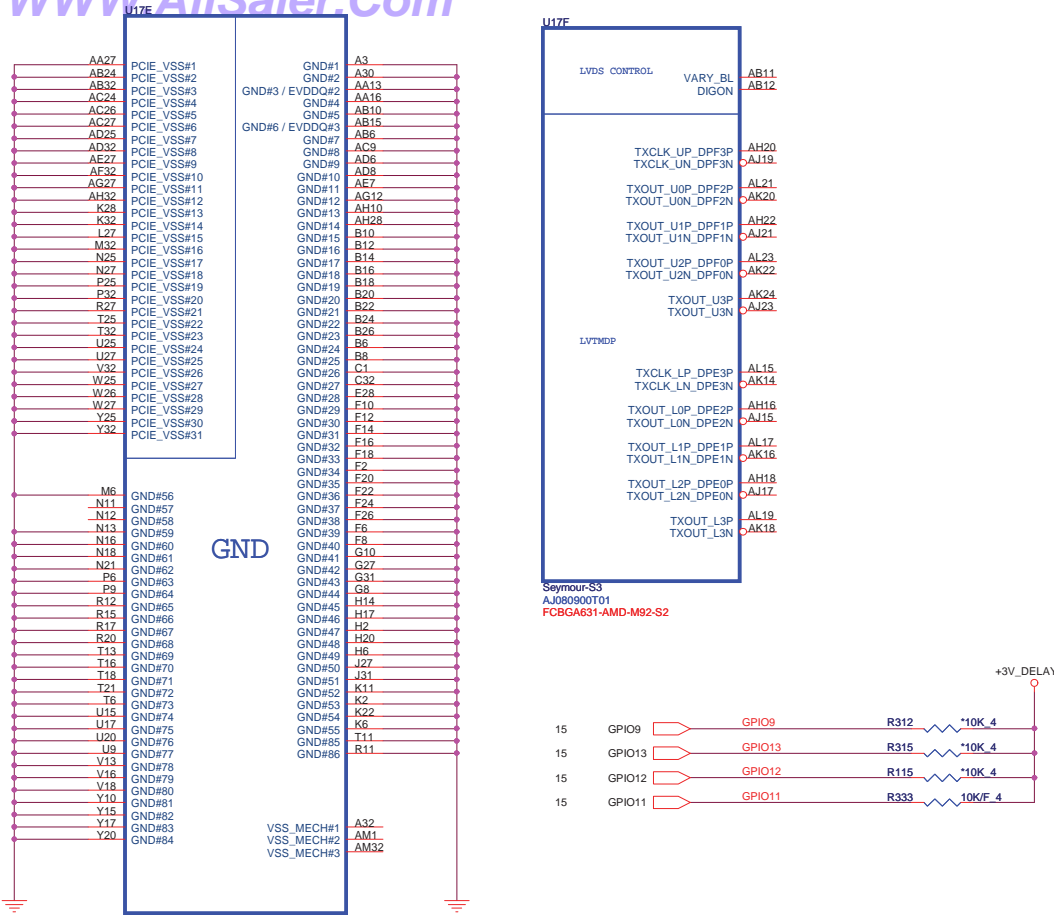 www.AliSaler.Com
U17E
AA27 PCIE_VSS#1 GND#1 A3
AB24 PCIE_VSS#2 GND#2 A30
AB32 PCIE_VSS#3 GND#3 / EVDDQ#2 AA13
AC24 PCIE_VSS#4 GND#4 AA16
AC26 PCIE_VSS#5 GND#5 AB10
AC27 PCIE_VSS#6 GND#6 / EVDDQ#3 AB15
AD25 PCIE_VSS#7 GND#7 AB6
AD32 PCIE_VSS#8 GND#8 AC9
AE27 PCIE_VSS#9 GND#9 AD6
AF32 PCIE_VSS#10 GND#10 AD8
AG27 PCIE_VSS#11 GND#11 AE7
AH32 PCIE_VSS#12 GND#12 AG12
K28 PCIE_VSS#13 GND#13 AH10
K32 PCIE_VSS#14 GND#14 AH28
L27 PCIE_VSS#15 GND#15 B10
M32 PCIE_VSS#16 GND#16 B12
N25 PCIE_VSS#17 GND#17 B14
N27 PCIE_VSS#18 GND#18 B16
P25 PCIE_VSS#19 GND#19 B18
P32 PCIE_VSS#20 GND#20 B20
R27 PCIE_VSS#21 GND#21 B22
T25 PCIE_VSS#22 GND#22 B24
T32 PCIE_VSS#23 GND#23 B26
U25 PCIE_VSS#24 GND#24 B6
U27 PCIE_VSS#25 GND#25 B8
V32 PCIE_VSS#26 GND#26 C1
W25 PCIE_VSS#27 GND#27 C32
W26 PCIE_VSS#28 GND#28 E28
W27 PCIE_VSS#29 GND#29 F10
Y25 PCIE_VSS#30 GND#30 F12
Y32 PCIE_VSS#31 GND#31 F14
GND#32 F16
GND#33 F18
GND#34 F2
GND#35 F20
M6 GND#56 GND#36 F22
N11 GND#57 GND#37 F24
N12 GND#58 GND#38 F26
N13 GND#59 GND#39 F6
N16 GND#60 GND#40 F8
N18 GND#61 GND#41 G10
N21 GND#62 GND#42 G27
P6 GND#63 GND#43 G31
P9 GND#64 GND#44 G8
R12 GND#65 GND#45 H14
R15 GND#66 GND#46 H17
R17 GND#67 GND#47 H2
R20 GND#68 GND#48 H20
T13 GND#69 GND#49 H6
T16 GND#70 GND#50 J27
T18 GND#71 GND#51 J31
T21 GND#72 GND#52 K11
T6 GND#73 GND#53 K2
U15 GND#74 GND#54 K22
U17 GND#75 GND#55 K6
U20 GND#76 GND#85 T11
U9 GND#77 GND#86 R11
V13 GND#78
V16 GND#79
V18 GND#80
Y10 GND#81
Y15 GND#82
Y17 GND#83 VSS_MECH#1 A32
Y20 GND#84 VSS_MECH#2 AM1
VSS_MECH#3 AM32
GND
U17F
LVDS CONTROL
VARY_BL AB11
DIGON AB12
TXCLK_UP_DPF3P AH20
TXCLK_UN_DPF3N AJ19
TXOUT_U0P_DPF2P AL21
TXOUT_U0N_DPF2N AK20
TXOUT_U1P_DPF1P AH22
TXOUT_U1N_DPF1N AJ21
TXOUT_U2P_DPF0P AL23
TXOUT_U2N_DPF0N AK22
TXOUT_U3P AK24
TXOUT_U3N AJ23
LVTMDP
TXCLK_LP_DPE3P AL15
TXCLK_LN_DPE3N AK14
TXOUT_L0P_DPE2P AH16
TXOUT_L0N_DPE2N AJ15
TXOUT_L1P_DPE1P AL17
TXOUT_L1N_DPE1N AK16
TXOUT_L2P_DPE0P AH18
TXOUT_L2N_DPE0N AJ17
TXOUT_L3P AL19
TXOUT_L3N AK18
Seymour-S3
AJ080900T01
FCBGA631-AMD-M92-S2
+3V_DELAY
15 GPIO9 GPIO9 R312 *10K_4
15 GPIO13 GPIO13 R315 *10K_4
15 GPIO12 GPIO12 R115 *10K_4
15 GPIO11 GPIO11 R333 10K/F_4